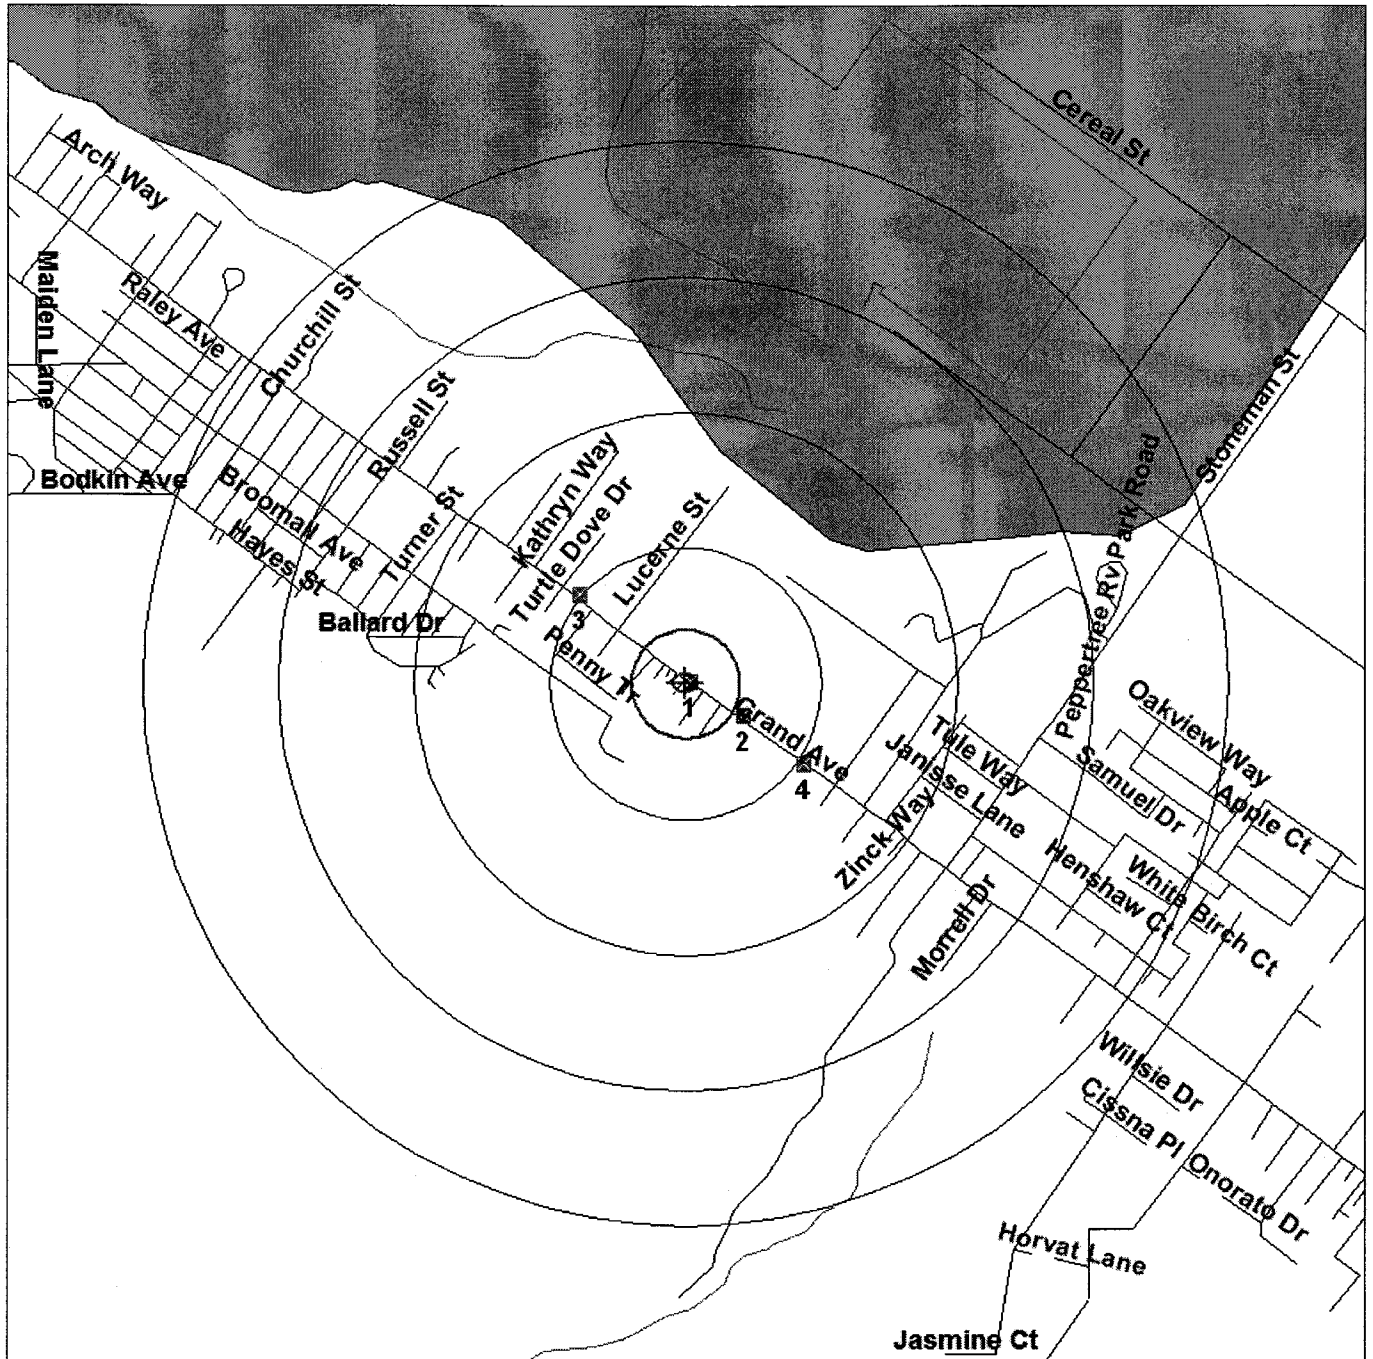 Cereal St
Arch Way
Maiden Lane
Raley Ave
Churchill St
Russell St
Stoneman St
Peppertree Rv Park Road
Bodkin Ave
Broomall Ave
Hayes St
Turner St
Kathryn Way
Turtle Dove Dr
Lucerne St
Ballard Dr
3
Penny Tr
1
2
Grand Ave
4
Oakview Way
Tule Way
Janisse Lane
Samuel Dr
Apple Ct
Zinck Way
Henshaw Ct
White Birch Ct
Morrell Dr
Willsie Dr
Cissna Pl
Onorato Dr
Horvat Lane
Jasmine Ct